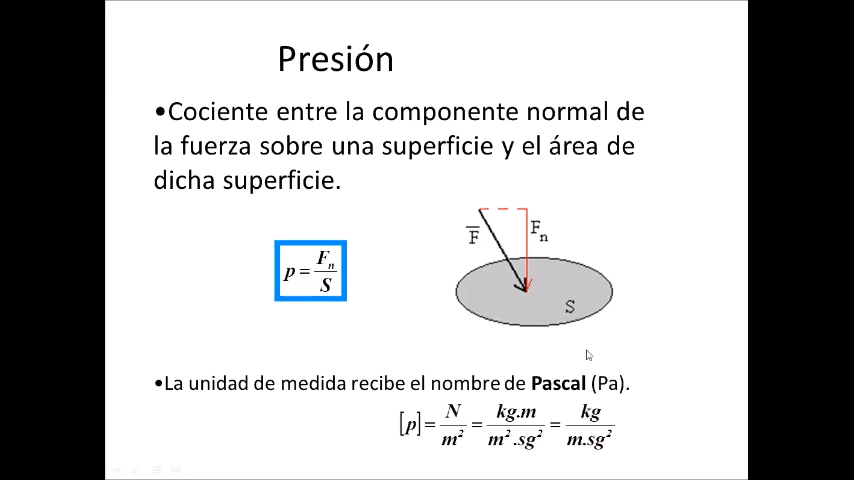 Presión
•Cociente entre la componente normal de
la fuerza sobre una superficie y el área de
dicha superficie.
F̅ Fₙ
p = Fₙ / S
S
•La unidad de medida recibe el nombre de Pascal (Pa).
[p] = N / m² = kg.m / m².sg² = kg / m.sg²